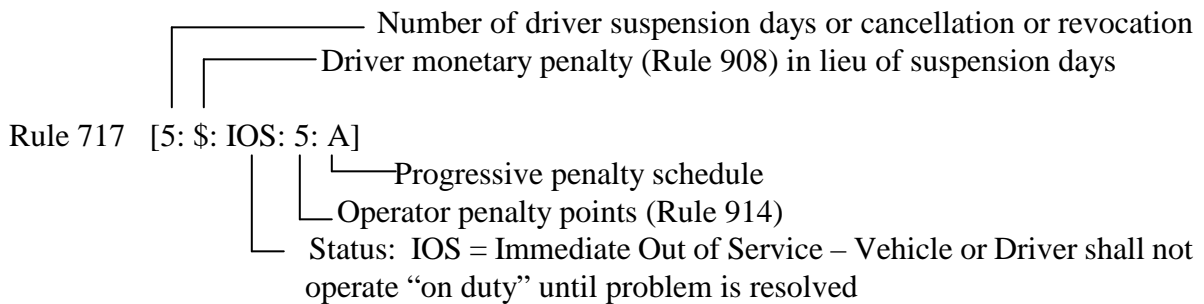 Number of driver suspension days or cancellation or revocation
Driver monetary penalty (Rule 908) in lieu of suspension days
Rule 717 [5: $: IOS: 5: A]
Progressive penalty schedule
Operator penalty points (Rule 914)
Status: IOS = Immediate Out of Service – Vehicle or Driver shall not
operate “on duty” until problem is resolved